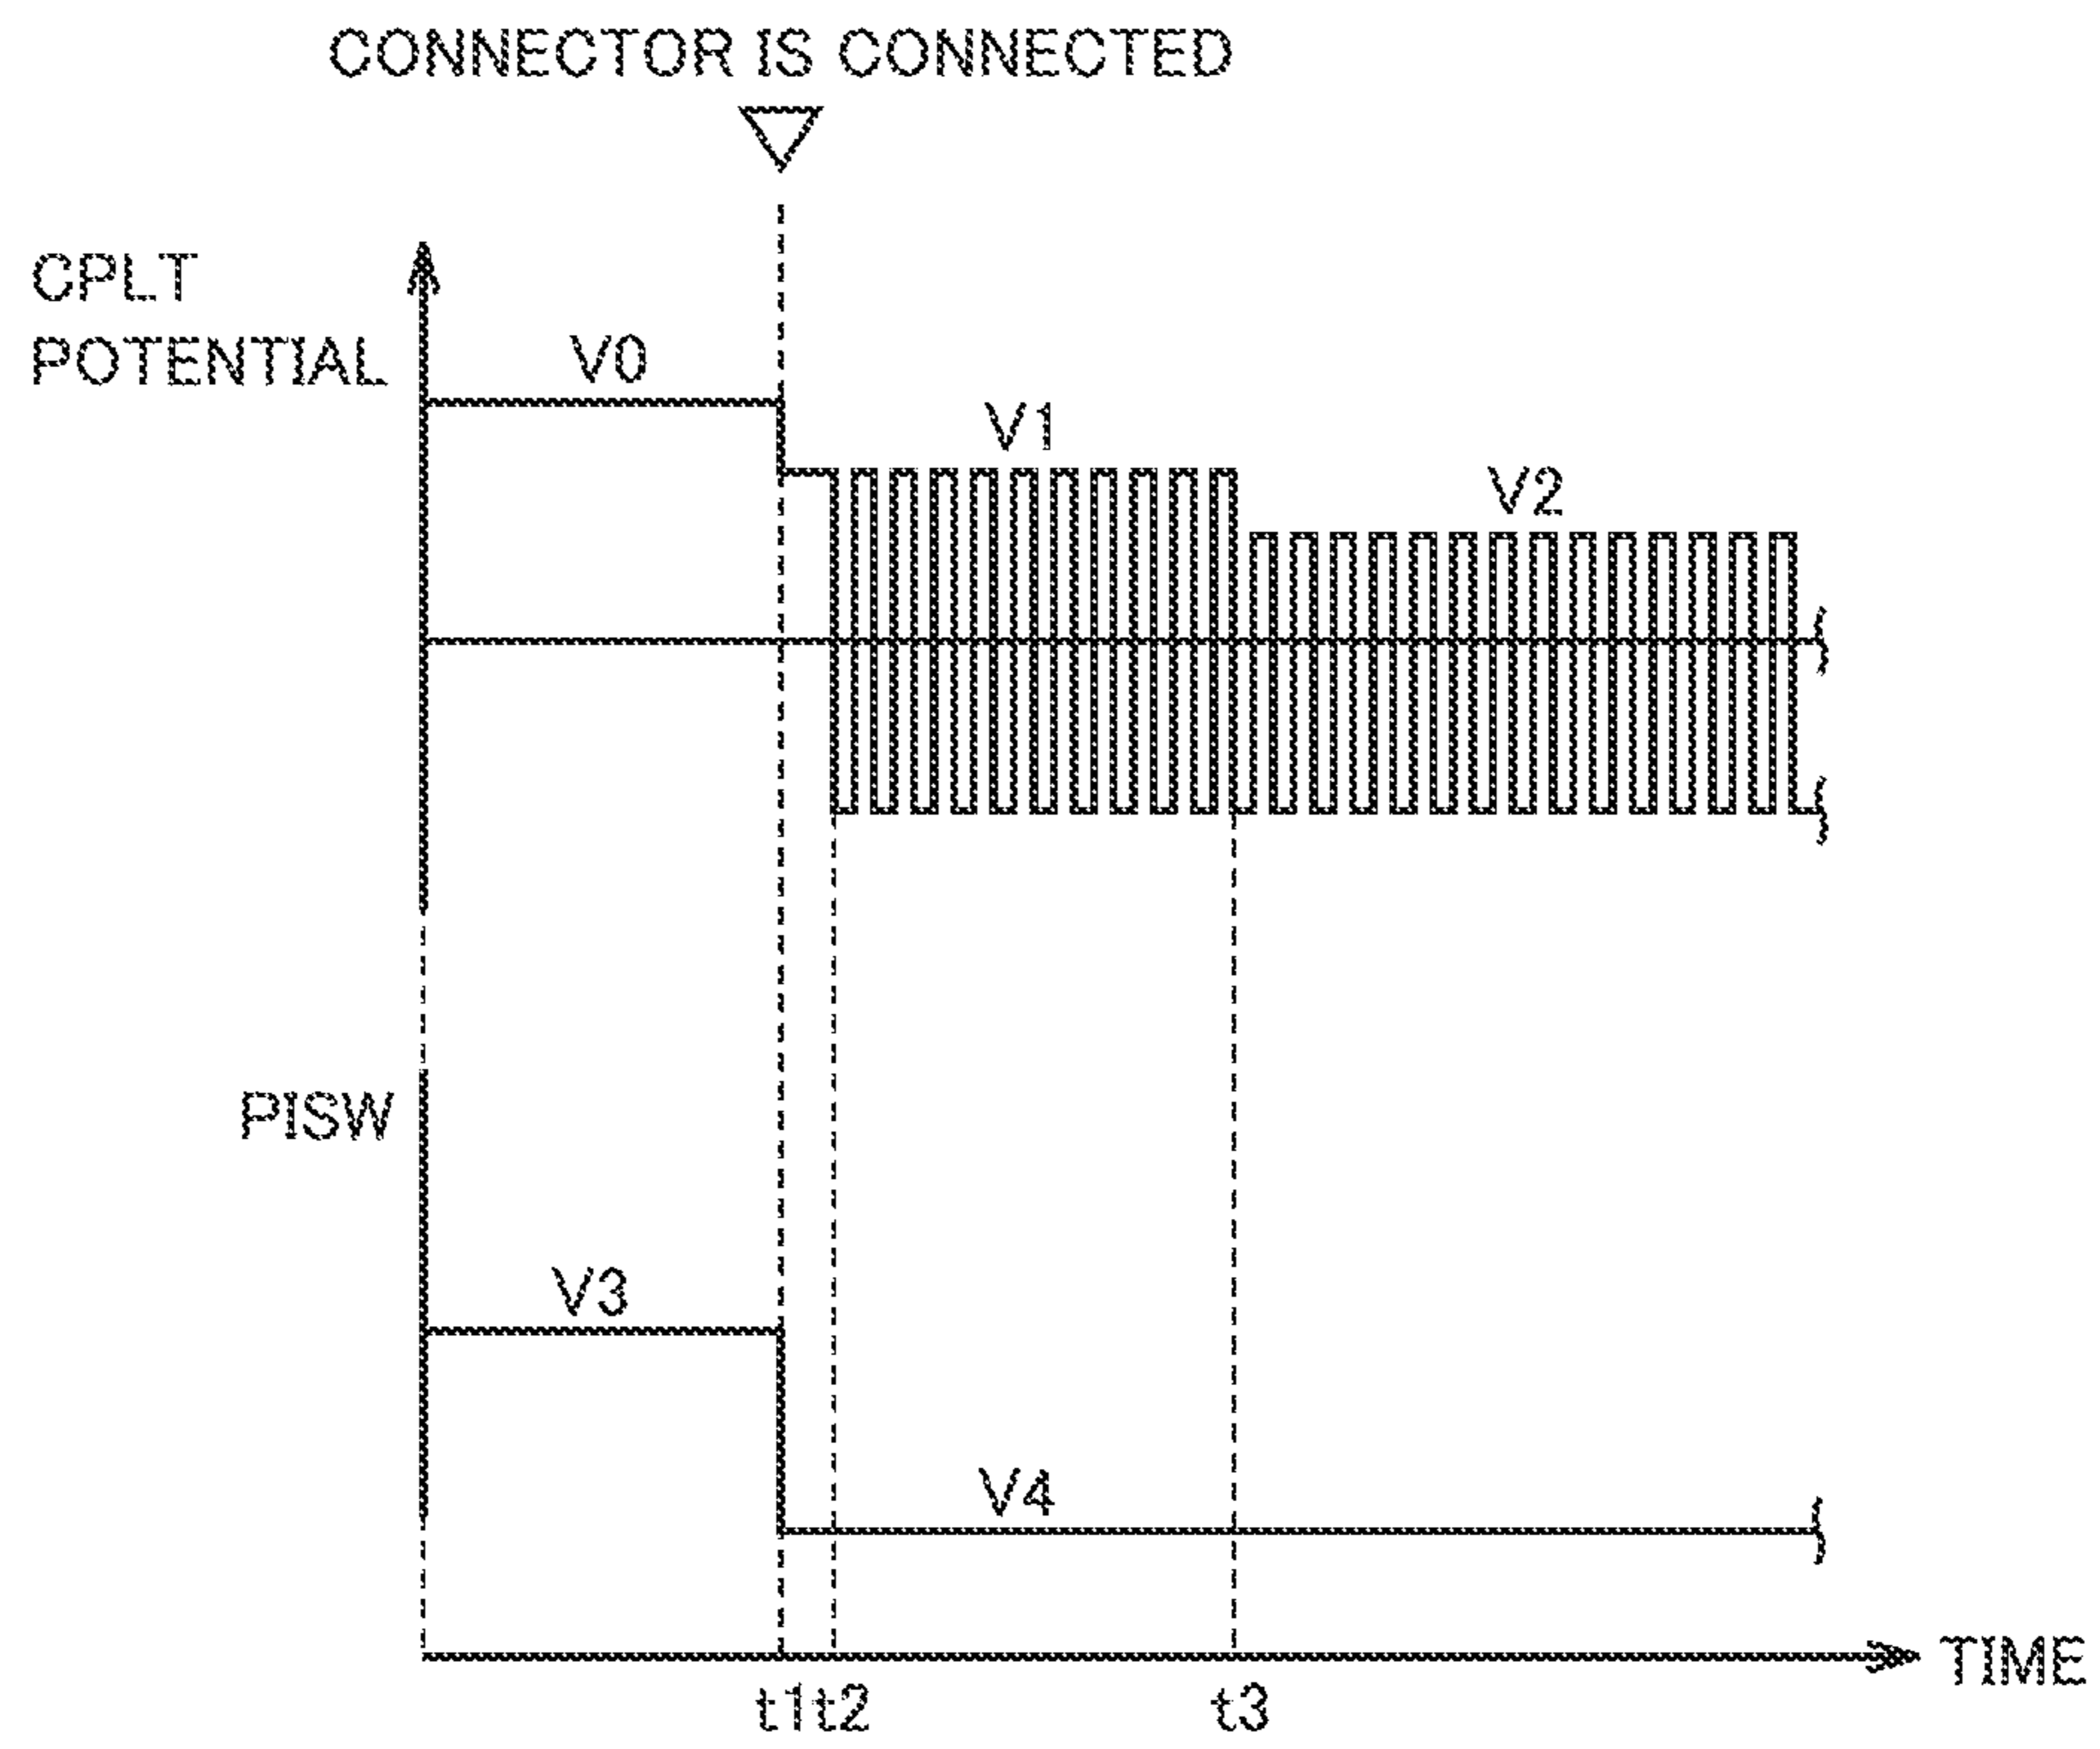 CONNECTOR IS CONNECTED
CPLT
POTENTIAL
V0
V1
V2
PISW
V3
V4
TIME
t1t2
t3